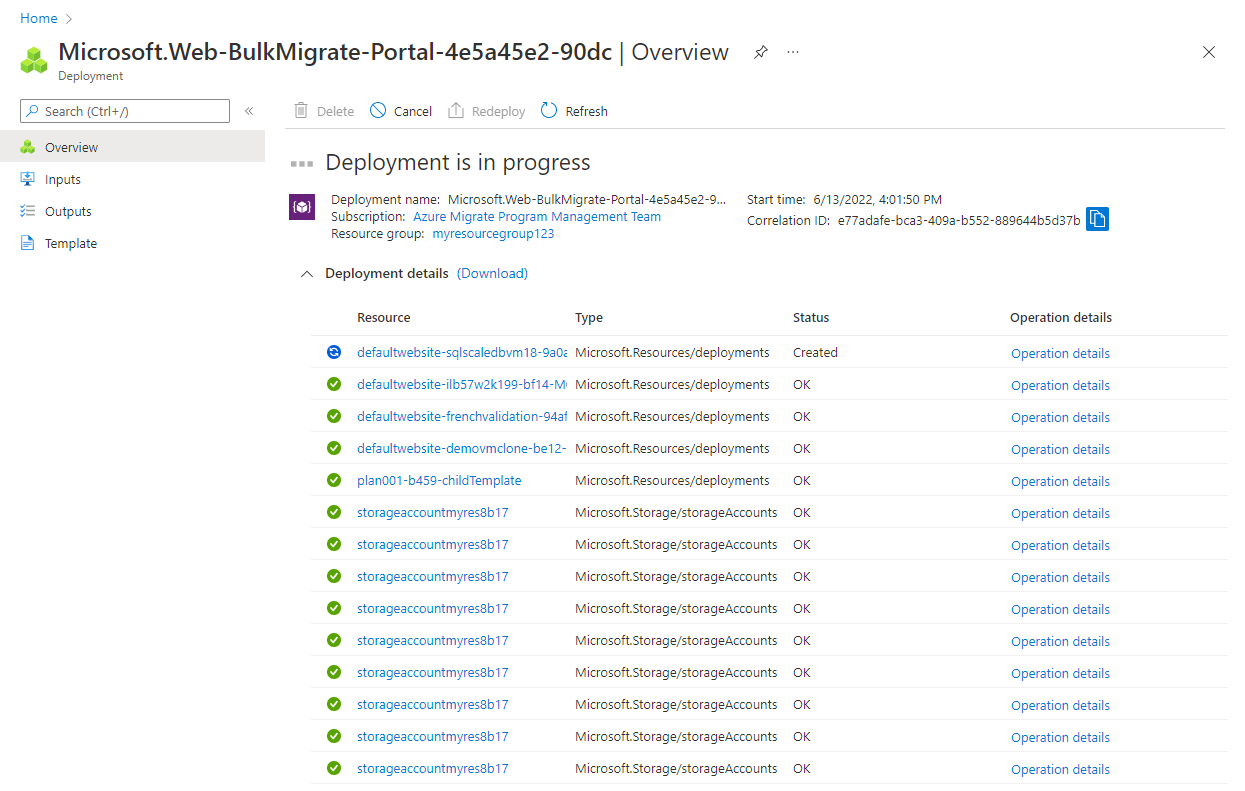 Home
Microsoft.Web-BulkMigrate-Portal-4e5a45e2-90dc | Overview
Deployment
Search (Ctrl+/)
Delete Cancel Redeploy Refresh
Overview
Inputs
Outputs
Template
Deployment is in progress
Deployment name: Microsoft.Web-BulkMigrate-Portal-4e5a45e2-9...
Subscription: Azure Migrate Program Management Team
Resource group: myresourcegroup123
Start time: 6/13/2022, 4:01:50 PM
Correlation ID: e77adafe-bca3-409a-b552-889644b5d37b
Deployment details (Download)
Resource Type Status Operation details
defaultwebsite-sqlscaledbvm18-9a0a Microsoft.Resources/deployments Created Operation details
defaultwebsite-ilb57w2k199-bf14-M Microsoft.Resources/deployments OK Operation details
defaultwebsite-frenchvalidation-94af Microsoft.Resources/deployments OK Operation details
defaultwebsite-demovmclone-be12- Microsoft.Resources/deployments OK Operation details
plan001-b459-childTemplate Microsoft.Resources/deployments OK Operation details
storageaccountmyres8b17 Microsoft.Storage/storageAccounts OK Operation details
storageaccountmyres8b17 Microsoft.Storage/storageAccounts OK Operation details
storageaccountmyres8b17 Microsoft.Storage/storageAccounts OK Operation details
storageaccountmyres8b17 Microsoft.Storage/storageAccounts OK Operation details
storageaccountmyres8b17 Microsoft.Storage/storageAccounts OK Operation details
storageaccountmyres8b17 Microsoft.Storage/storageAccounts OK Operation details
storageaccountmyres8b17 Microsoft.Storage/storageAccounts OK Operation details
storageaccountmyres8b17 Microsoft.Storage/storageAccounts OK Operation details
storageaccountmyres8b17 Microsoft.Storage/storageAccounts OK Operation details